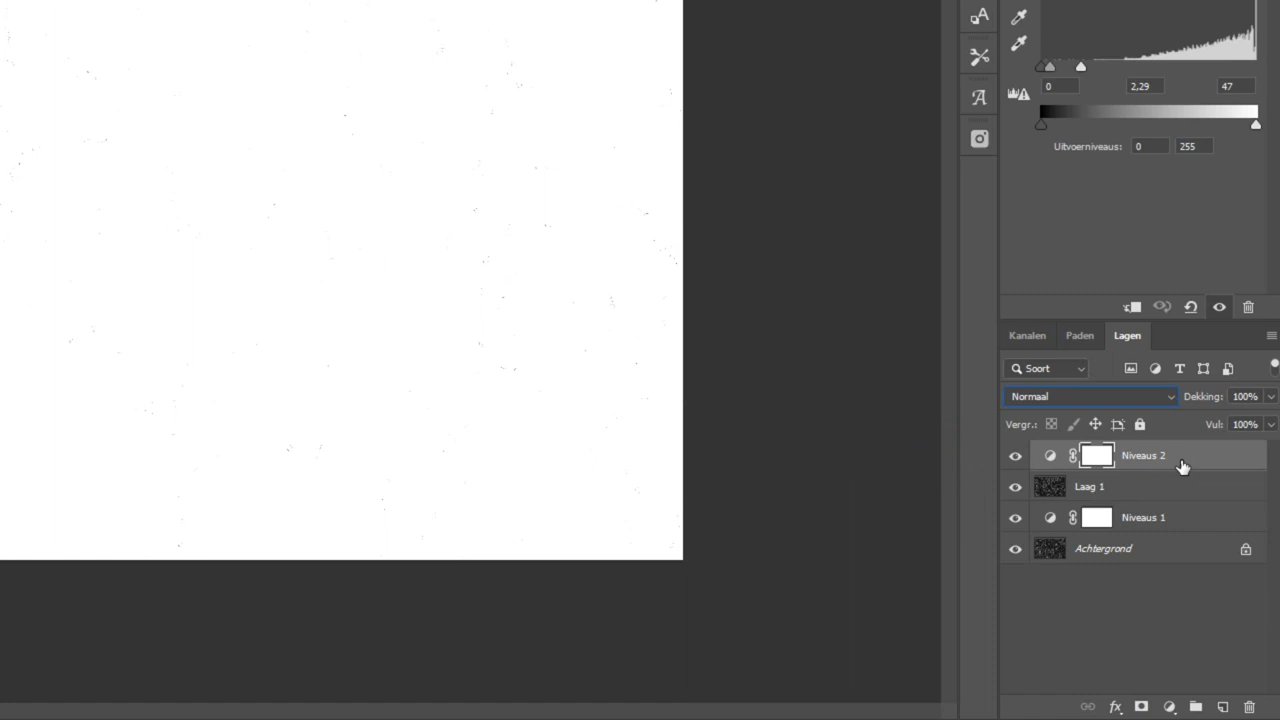 0 2,29 47
Uitvoerniveaus: 0 255
Kanalen Paden Lagen
Soort
Normaal Dekking: 100%
Vergr.: Vul: 100%
Niveaus 2
Laag 1
Niveaus 1
Achtergrond